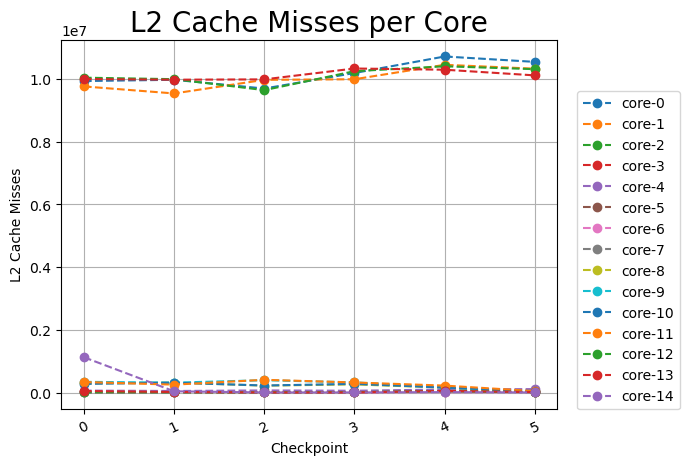 L2 Cache Misses per Core
1e7
1.0
0.8
0.6
0.4
0.2
0.0
L2 Cache Misses
0 1 2 3 4 5
Checkpoint
core-0
core-1
core-2
core-3
core-4
core-5
core-6
core-7
core-8
core-9
core-10
core-11
core-12
core-13
core-14